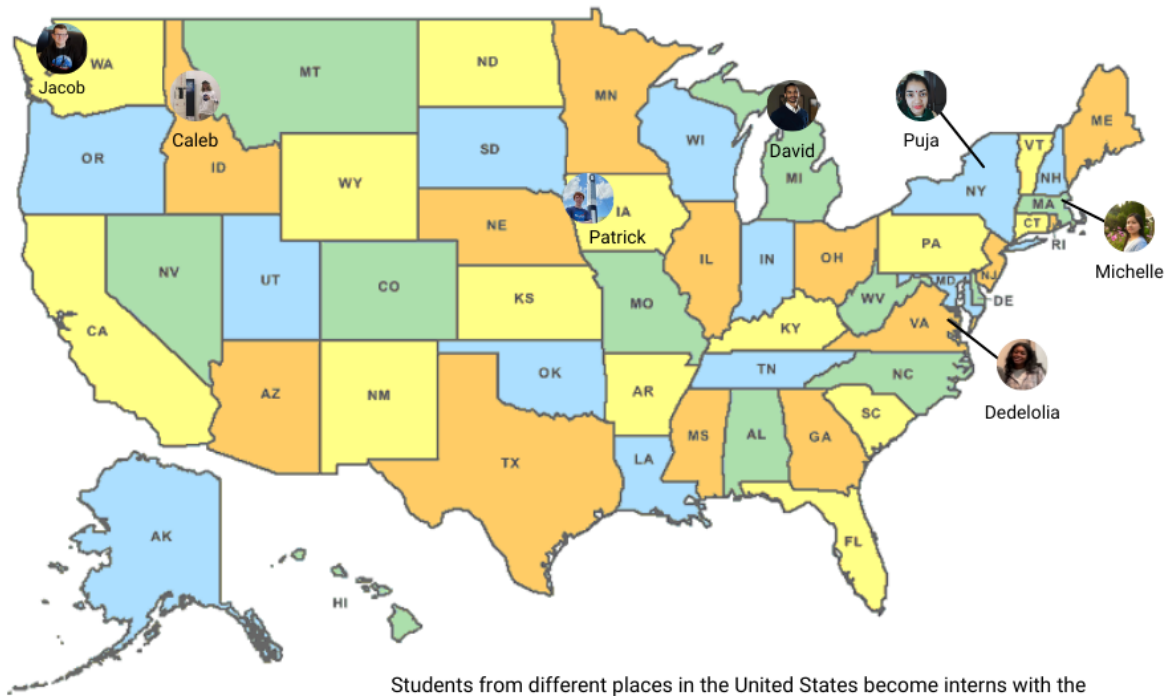 WA
Jacob
MT
ND
MN
ME
Caleb
OR
ID
SD
WI
David
MI
Puja
VT
NH
NY
MA
CT
RI
Michelle
WY
IA
Patrick
NE
PA
NJ
NV
UT
CO
IL
IN
OH
MD
DE
WV
VA
CA
KS
MO
KY
Dedelolia
AZ
NM
OK
AR
TN
NC
SC
TX
LA
MS
AL
GA
FL
AK
HI
Students from different places in the United States become interns with the